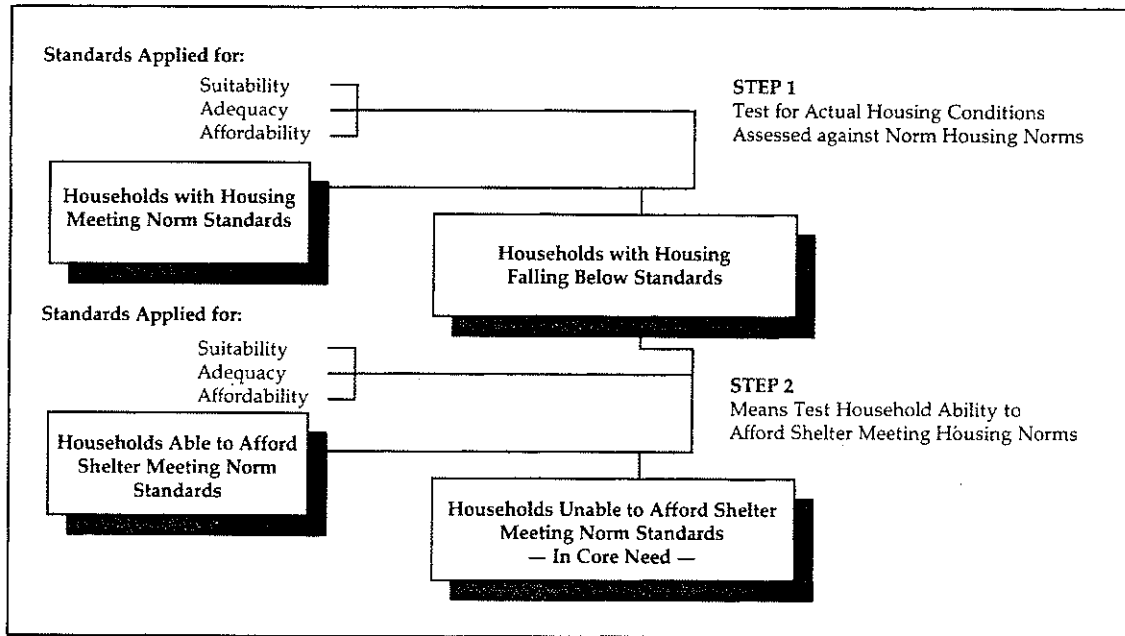 Standards Applied for:
Suitability
Adequacy
Affordability
STEP 1
Test for Actual Housing Conditions
Assessed against Norm Housing Norms
Households with Housing
Meeting Norm Standards
Households with Housing
Falling Below Standards
Standards Applied for:
Suitability
Adequacy
Affordability
STEP 2
Means Test Household Ability to
Afford Shelter Meeting Housing Norms
Households Able to Afford
Shelter Meeting Norm
Standards
Households Unable to Afford Shelter
Meeting Norm Standards
— In Core Need —